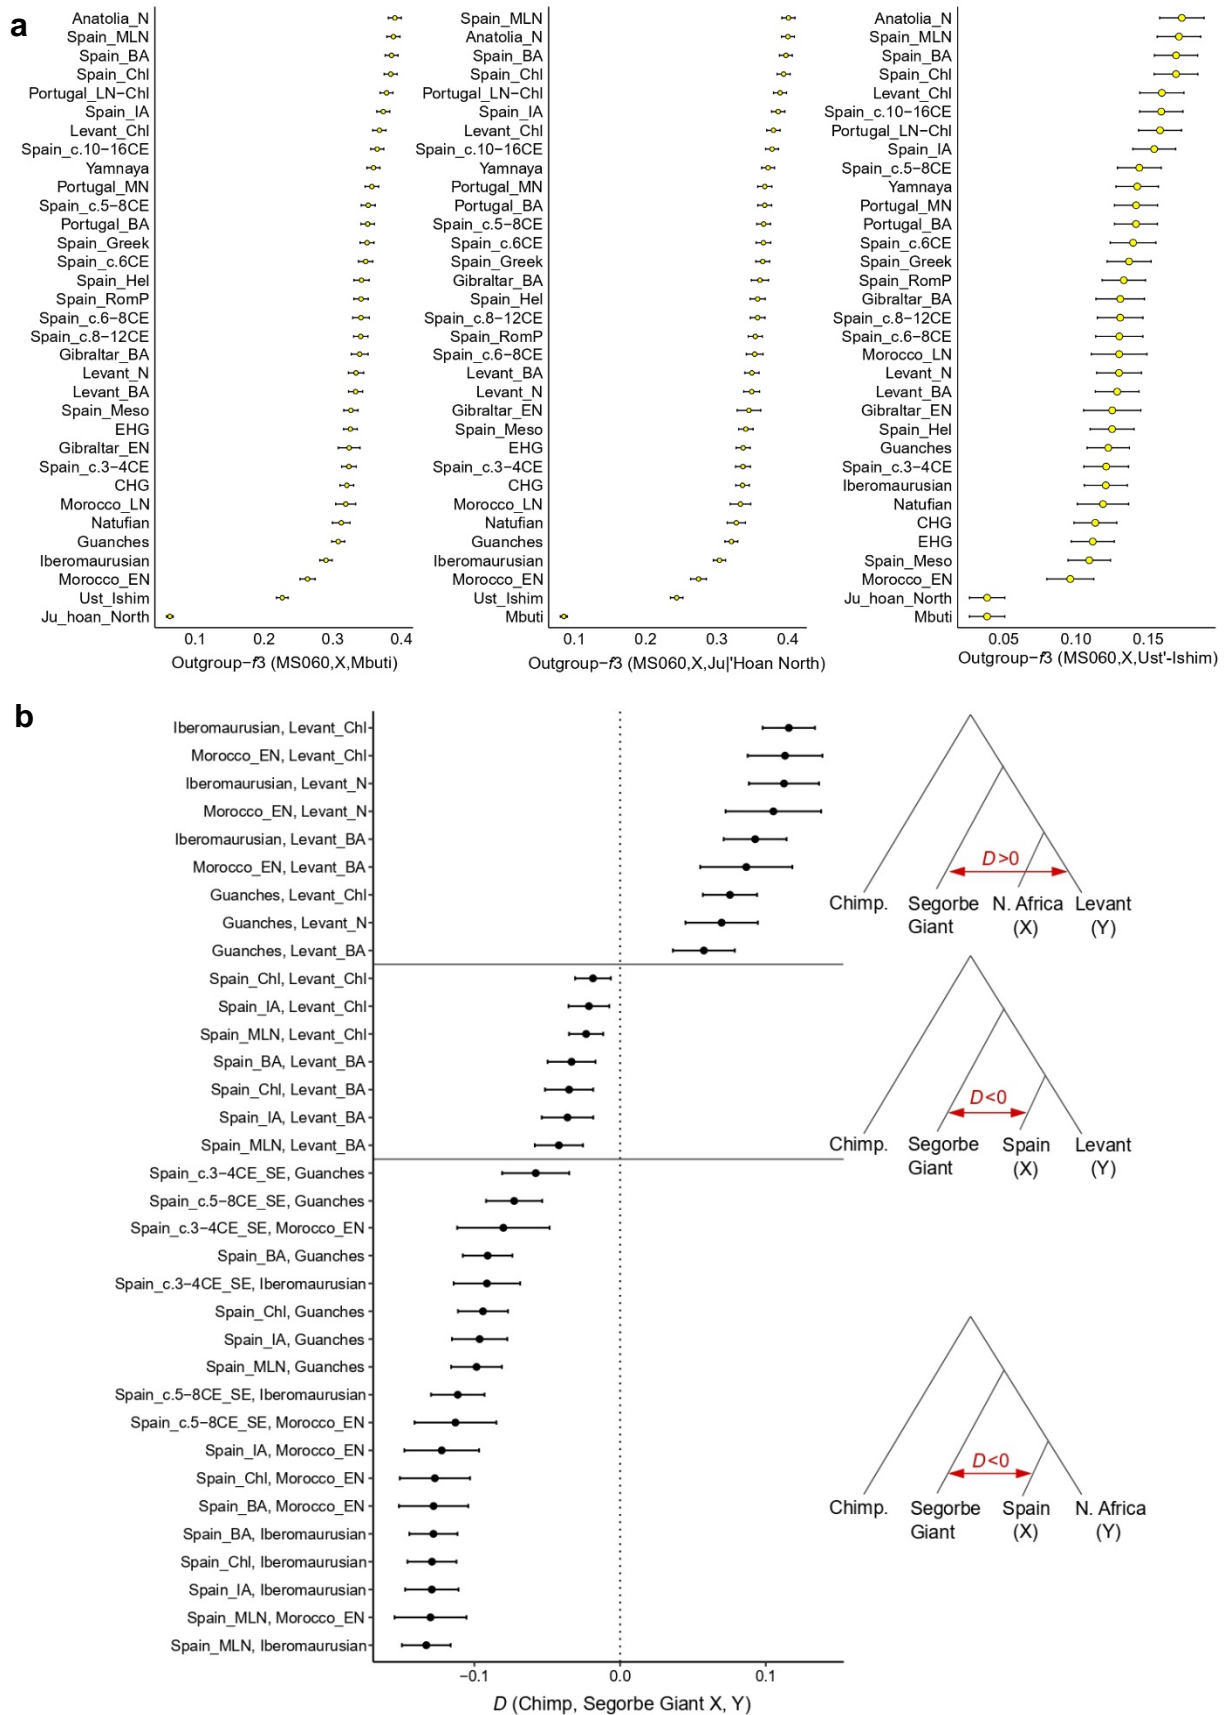 a
Anatolia_N
Spain_MLN
Spain_BA
Spain_Chl
Portugal_LN−Chl
Spain_IA
Levant_Chl
Spain_c.10−16CE
Yamnaya
Portugal_MN
Spain_c.5−8CE
Portugal_BA
Spain_Greek
Spain_c.6CE
Spain_Hel
Spain_RomP
Spain_c.6−8CE
Spain_c.8−12CE
Gibraltar_BA
Levant_N
Levant_BA
Spain_Meso
EHG
Gibraltar_EN
Spain_c.3−4CE
CHG
Morocco_LN
Natufian
Guanches
Iberomaurusian
Morocco_EN
Ust_Ishim
Ju_hoan_North
0.1 0.2 0.3 0.4
Outgroup-f3 (MS060,X,Mbuti)
Spain_MLN
Anatolia_N
Spain_BA
Spain_Chl
Portugal_LN−Chl
Spain_IA
Levant_Chl
Spain_c.10−16CE
Yamnaya
Portugal_MN
Portugal_BA
Spain_c.5−8CE
Spain_c.6CE
Spain_Greek
Gibraltar_BA
Spain_Hel
Spain_c.8−12CE
Spain_RomP
Spain_c.6−8CE
Levant_BA
Levant_N
Gibraltar_EN
Spain_Meso
EHG
Spain_c.3−4CE
CHG
Morocco_LN
Natufian
Guanches
Iberomaurusian
Morocco_EN
Ust_Ishim
Mbuti
0.1 0.2 0.3 0.4
Outgroup-f3 (MS060,X,Ju|'Hoan North)
Anatolia_N
Spain_MLN
Spain_BA
Spain_Chl
Levant_Chl
Spain_c.10−16CE
Portugal_LN−Chl
Spain_IA
Spain_c.5−8CE
Yamnaya
Portugal_MN
Portugal_BA
Spain_c.6CE
Spain_Greek
Spain_RomP
Gibraltar_BA
Spain_c.8−12CE
Spain_c.6−8CE
Morocco_LN
Levant_N
Levant_BA
Gibraltar_EN
Spain_Hel
Guanches
Spain_c.3−4CE
Iberomaurusian
Natufian
CHG
EHG
Spain_Meso
Morocco_EN
Ju_hoan_North
Mbuti
0.05 0.10 0.15
Outgroup-f3 (MS060,X,Ust'-Ishim)
b
Iberomaurusian, Levant_Chl
Morocco_EN, Levant_Chl
Iberomaurusian, Levant_N
Morocco_EN, Levant_N
Iberomaurusian, Levant_BA
Morocco_EN, Levant_BA
Guanches, Levant_Chl
Guanches, Levant_N
Guanches, Levant_BA
Spain_Chl, Levant_Chl
Spain_IA, Levant_Chl
Spain_MLN, Levant_Chl
Spain_BA, Levant_BA
Spain_Chl, Levant_BA
Spain_IA, Levant_BA
Spain_MLN, Levant_BA
Spain_c.3−4CE_SE, Guanches
Spain_c.5−8CE_SE, Guanches
Spain_c.3−4CE_SE, Morocco_EN
Spain_BA, Guanches
Spain_c.3−4CE_SE, Iberomaurusian
Spain_Chl, Guanches
Spain_IA, Guanches
Spain_MLN, Guanches
Spain_c.5−8CE_SE, Iberomaurusian
Spain_c.5−8CE_SE, Morocco_EN
Spain_IA, Morocco_EN
Spain_Chl, Morocco_EN
Spain_BA, Morocco_EN
Spain_BA, Iberomaurusian
Spain_Chl, Iberomaurusian
Spain_IA, Iberomaurusian
Spain_MLN, Morocco_EN
Spain_MLN, Iberomaurusian
−0.1 0.0 0.1
D (Chimp, Segorbe Giant X, Y)
D>0
Chimp. Segorbe N. Africa Levant
Giant (X) (Y)
D<0
Chimp. Segorbe Spain Levant
Giant (X) (Y)
D<0
Chimp. Segorbe Spain N. Africa
Giant (X) (Y)